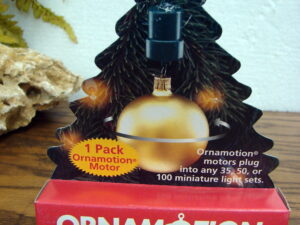 1 Pack
Ornamotion®
Motor
Ornamotion®
motors plug
into any 35, 50, or
100 miniature light sets.
ORNAMOTION